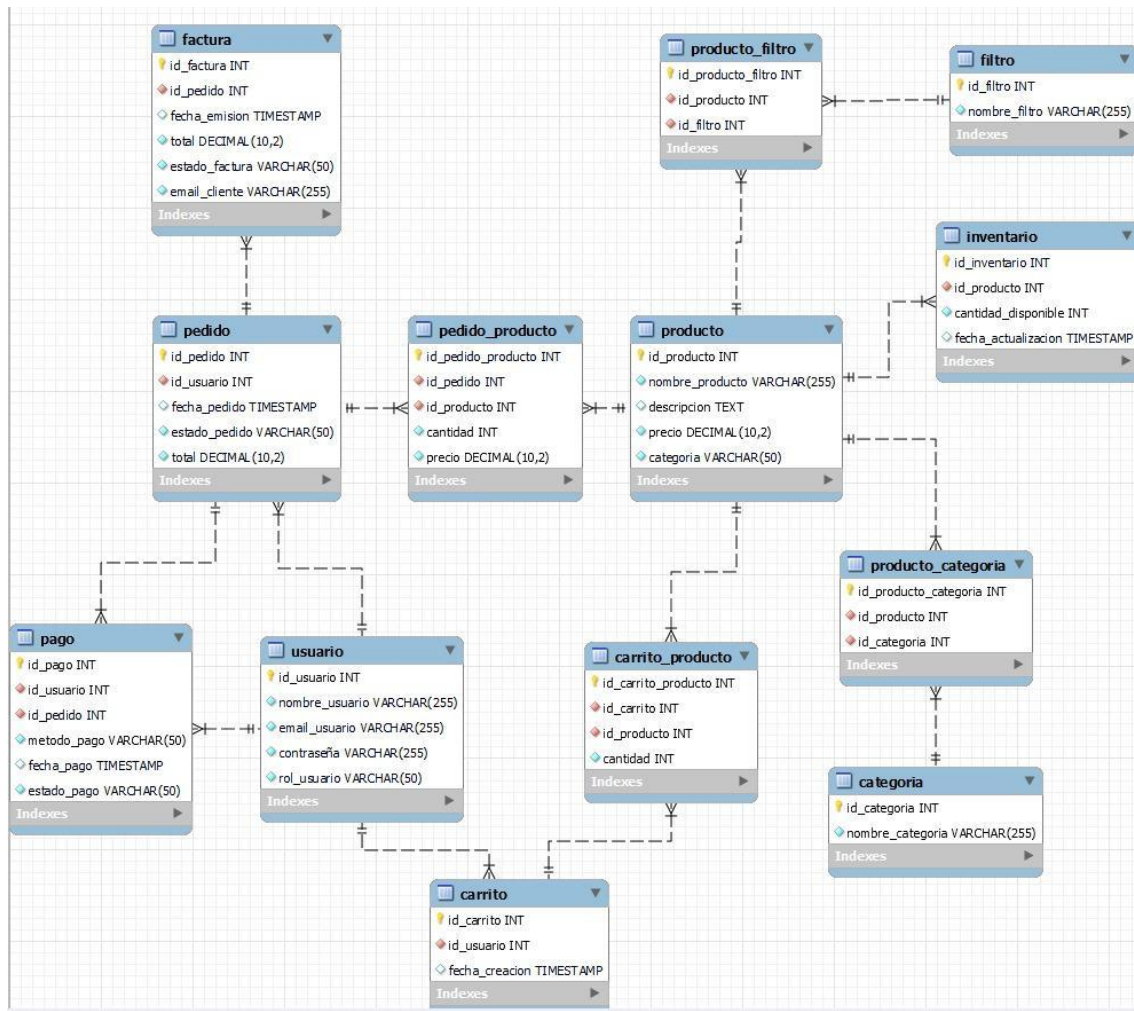 factura
id_factura INT
id_pedido INT
fecha_emision TIMESTAMP
total DECIMAL(10,2)
estado_factura VARCHAR(50)
email_cliente VARCHAR(255)
Indexes
producto_filtro
id_producto_filtro INT
id_producto INT
id_filtro INT
Indexes
filtro
id_filtro INT
nombre_filtro VARCHAR(255)
Indexes
inventario
id_inventario INT
id_producto INT
cantidad_disponible INT
fecha_actualizacion TIMESTAMP
Indexes
pedido
id_pedido INT
id_usuario INT
fecha_pedido TIMESTAMP
estado_pedido VARCHAR(50)
total DECIMAL(10,2)
Indexes
pedido_producto
id_pedido_producto INT
id_pedido INT
id_producto INT
cantidad INT
precio DECIMAL(10,2)
Indexes
producto
id_producto INT
nombre_producto VARCHAR(255)
descripcion TEXT
precio DECIMAL(10,2)
categoria VARCHAR(50)
Indexes
producto_categoria
id_producto_categoria INT
id_producto INT
id_categoria INT
Indexes
pago
id_pago INT
id_usuario INT
id_pedido INT
metodo_pago VARCHAR(50)
fecha_pago TIMESTAMP
estado_pago VARCHAR(50)
Indexes
usuario
id_usuario INT
nombre_usuario VARCHAR(255)
email_usuario VARCHAR(255)
contraseña VARCHAR(255)
rol_usuario VARCHAR(50)
Indexes
carrito_producto
id_carrito_producto INT
id_carrito INT
id_producto INT
cantidad INT
Indexes
categoria
id_categoria INT
nombre_categoria VARCHAR(255)
Indexes
carrito
id_carrito INT
id_usuario INT
fecha_creacion TIMESTAMP
Indexes